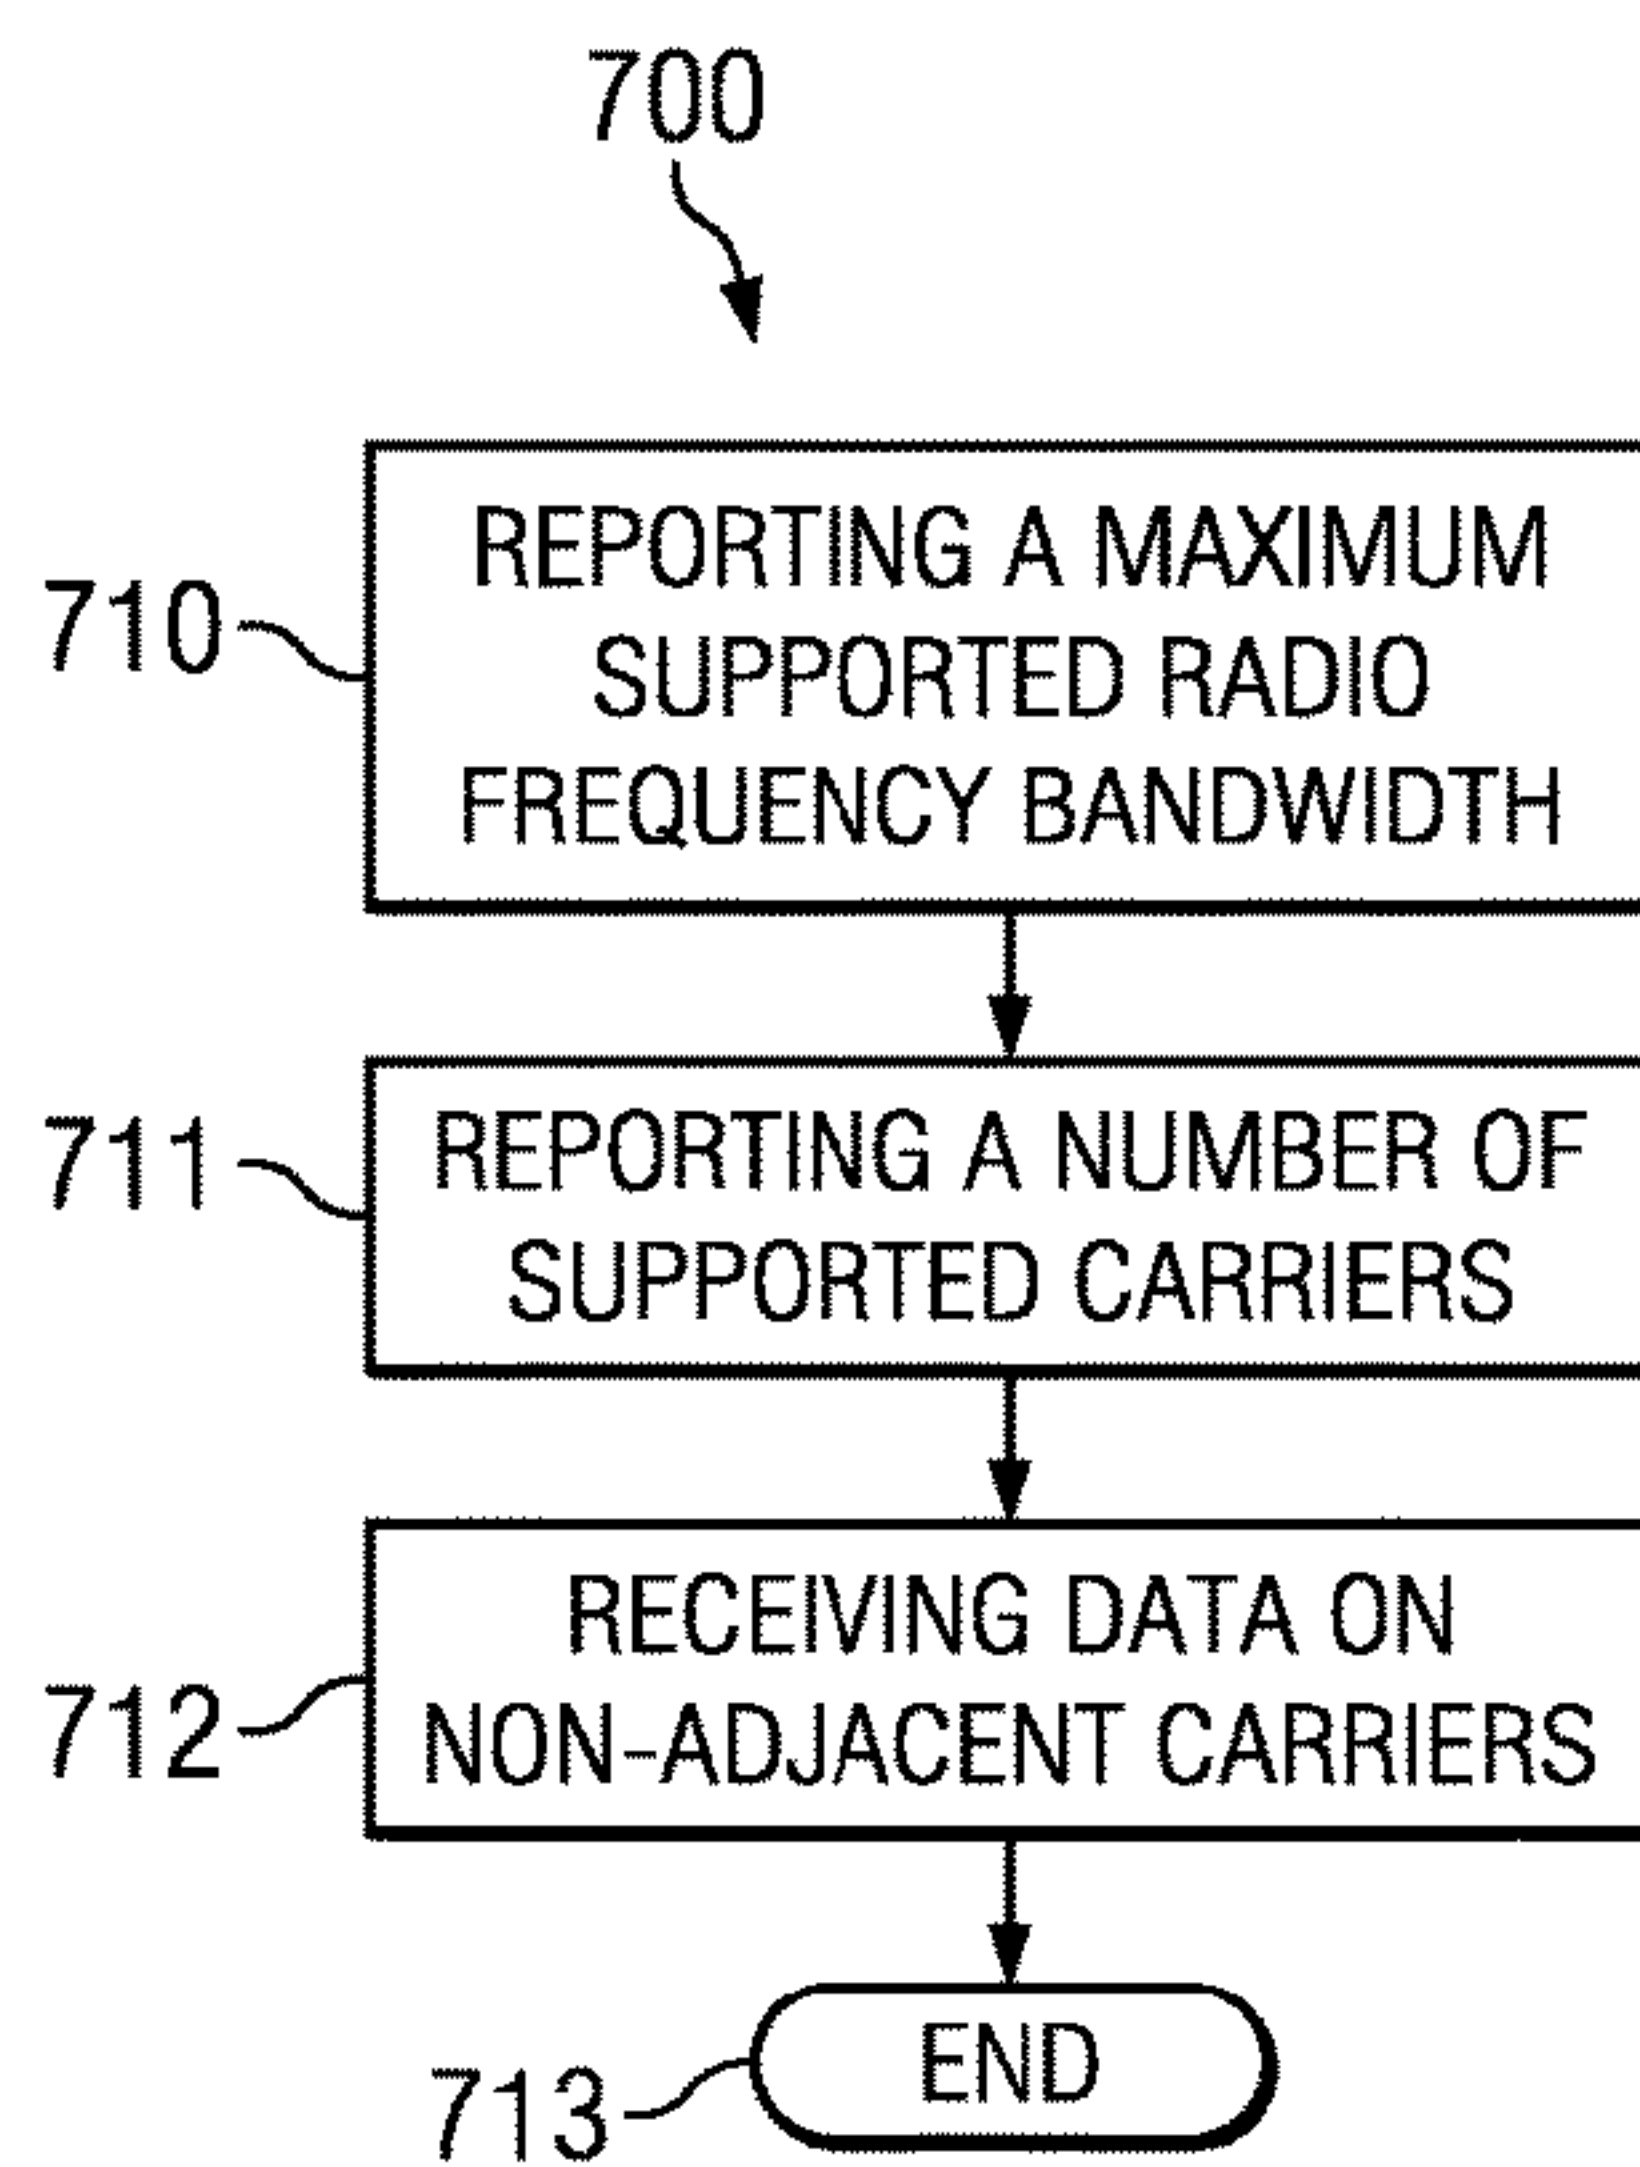 700
710
REPORTING A MAXIMUM
SUPPORTED RADIO
FREQUENCY BANDWIDTH
711
REPORTING A NUMBER OF
SUPPORTED CARRIERS
712
RECEIVING DATA ON
NON-ADJACENT CARRIERS
713
END